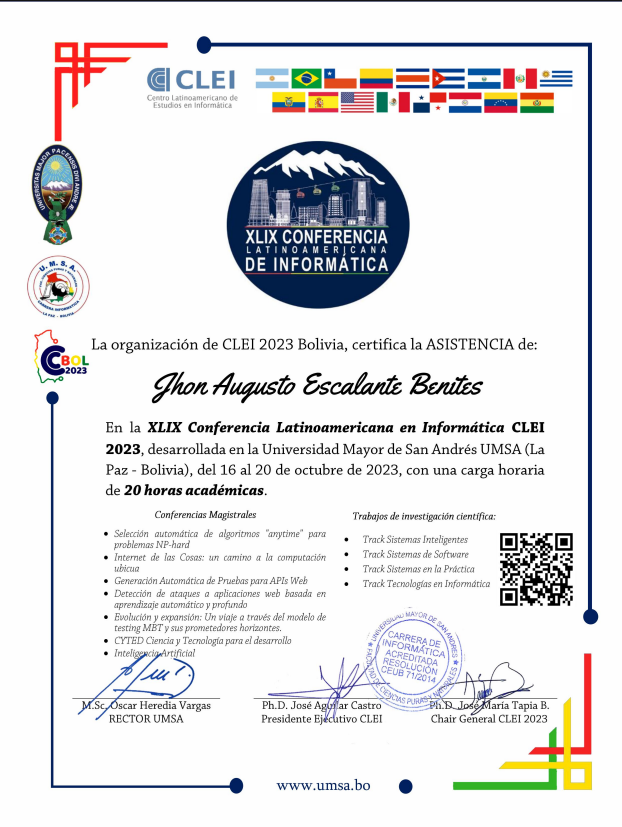 CLEI
Centro Latinoamericano de
Estudios en Informática
UNIVERSITAS MAJOR PACENSIS DIVI ANDRE Æ
XLIX CONFERENCIA
LATINOAMERICANA
DE INFORMÁTICA
U.M.S.A.
CARRERA INFORMÁTICA
LA PAZ - BOLIVIA
CBOL
2023
La organización de CLEI 2023 Bolivia, certifica la ASISTENCIA de:
Jhon Augusto Escalante Benites
En la XLIX Conferencia Latinoamericana en Informática CLEI
2023, desarrollada en la Universidad Mayor de San Andrés UMSA (La
Paz - Bolivia), del 16 al 20 de octubre de 2023, con una carga horaria
de 20 horas académicas.
Conferencias Magistrales
Selección automática de algoritmos "anytime" para
problemas NP-hard
Internet de las Cosas: un camino a la computación
ubicua
Generación Automática de Pruebas para APIs Web
Detección de ataques a aplicaciones web basada en
aprendizaje automático y profundo
Evolución y expansión: Un viaje a través del modelo de
testing MBT y sus prometedores horizontes.
CYTED Ciencia y Tecnología para el desarrollo
Inteligencia Artificial
Trabajos de investigación científica:
Track Sistemas Inteligentes
Track Sistemas de Software
Track Sistemas en la Práctica
Track Tecnologías en Informática
UNIVERSIDAD MAYOR DE SAN ANDRES
FACULTAD DE CIENCIAS PURAS Y NATURALES
CARRERA DE
INFORMÁTICA
ACREDITADA
RESOLUCIÓN
CEUB 71/2014
M.Sc. Oscar Heredia Vargas
RECTOR UMSA
Ph.D. José Aguilar Castro
Presidente Ejecutivo CLEI
Ph.D. José María Tapia B.
Chair General CLEI 2023
www.umsa.bo